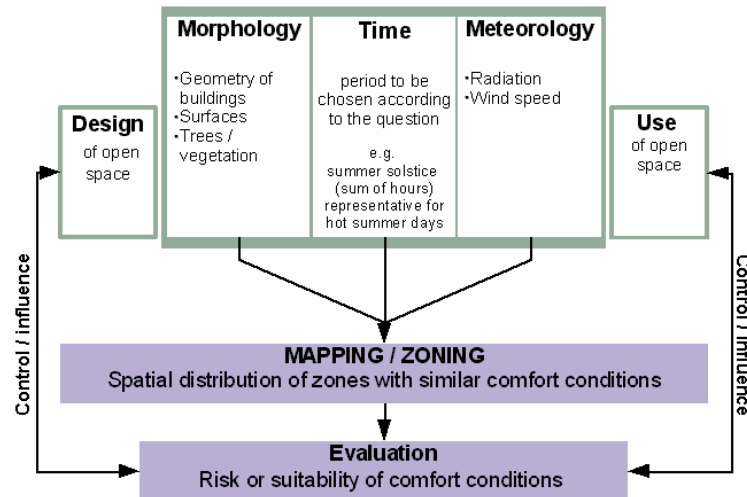 Morphology
•Geometry of
buildings
•Surfaces
•Trees /
vegetation
Time
period to be
chosen according
to the question
e.g.
summer solstice
(sum of hours)
representative for
hot summer days
Meteorology
•Radiation
•Wind speed
Design
of open
space
Use
of open
space
Control / influence
Control / influence
MAPPING / ZONING
Spatial distribution of zones with similar comfort conditions
Evaluation
Risk or suitability of comfort conditions